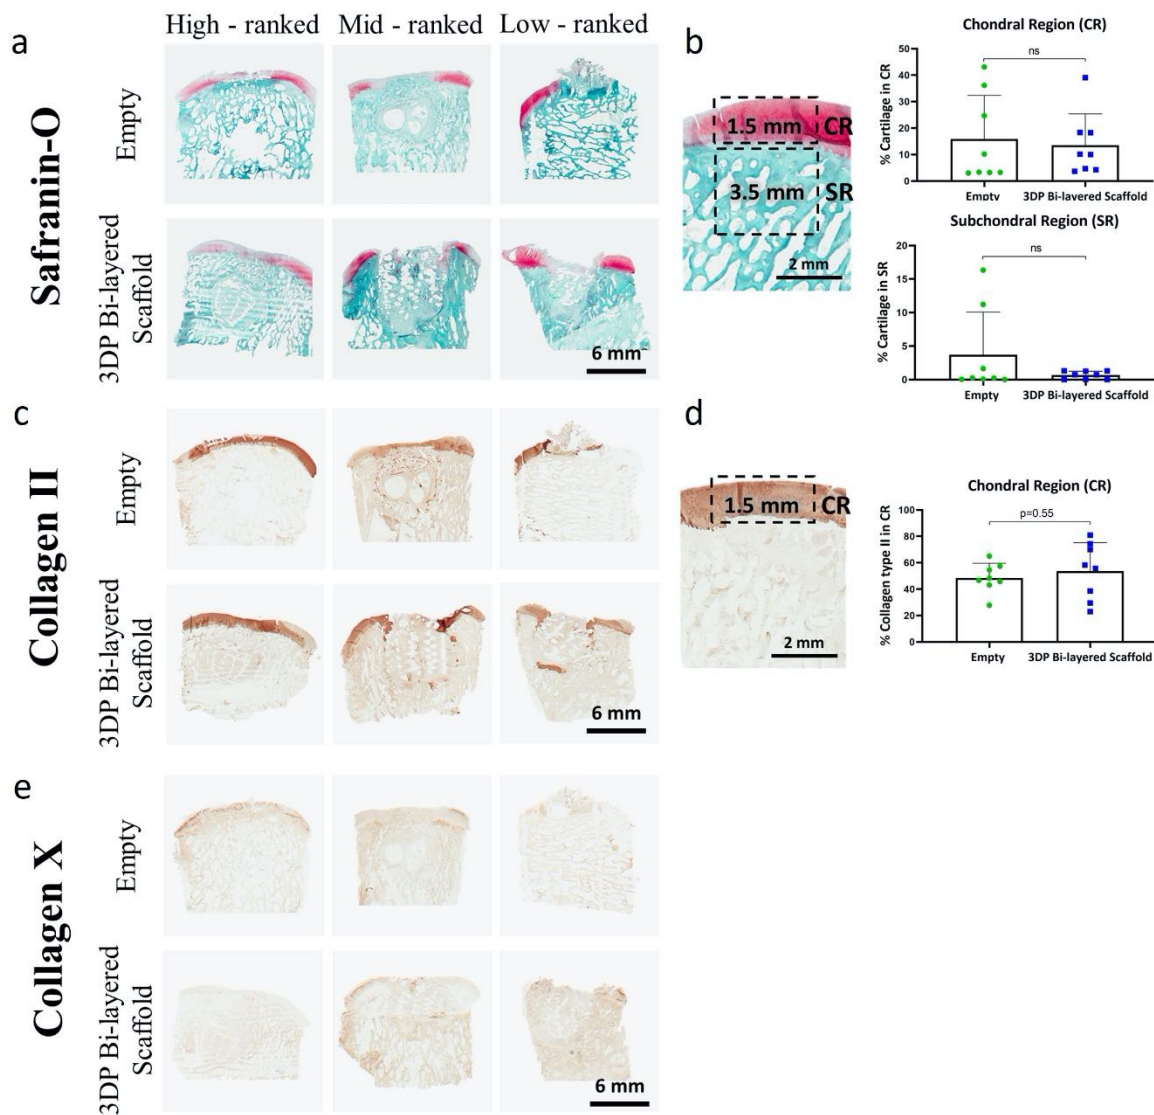 High - ranked Mid - ranked Low - ranked
a
Safranin-O
Empty
3DP Bi-layered
Scaffold
6 mm
b
1.5 mm CR
3.5 mm SR
2 mm
Chondral Region (CR)
ns
% Cartilage in CR
50
40
30
20
10
0
Empty 3DP Bi-layered Scaffold
Subchondral Region (SR)
ns
% Cartilage in SR
20
15
10
5
0
Empty 3DP Bi-layered Scaffold
c
Collagen II
Empty
3DP Bi-layered
Scaffold
6 mm
d
1.5 mm CR
2 mm
Chondral Region (CR)
p=0.55
% Collagen type II in CR
100
80
60
40
20
0
Empty 3DP Bi-layered Scaffold
e
Collagen X
Empty
3DP Bi-layered
Scaffold
6 mm